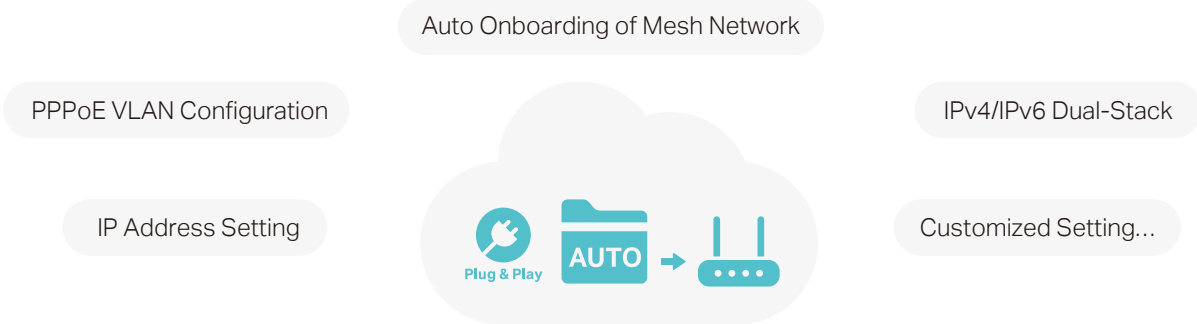 Auto Onboarding of Mesh Network
PPPoE VLAN Configuration
IPv4/IPv6 Dual-Stack
IP Address Setting
Customized Setting...
AUTO
Plug & Play